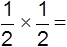 1/2 × 1/2 =